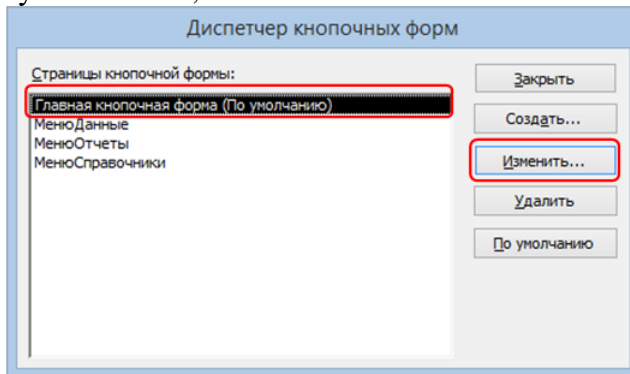 Диспетчер кнопочных форм
Страницы кнопочной формы:
Главная кнопочная форма (По умолчанию)
МенюДанные
МенюОтчеты
МенюСправочники
Закрыть
Создать...
Изменить...
Удалить
По умолчанию